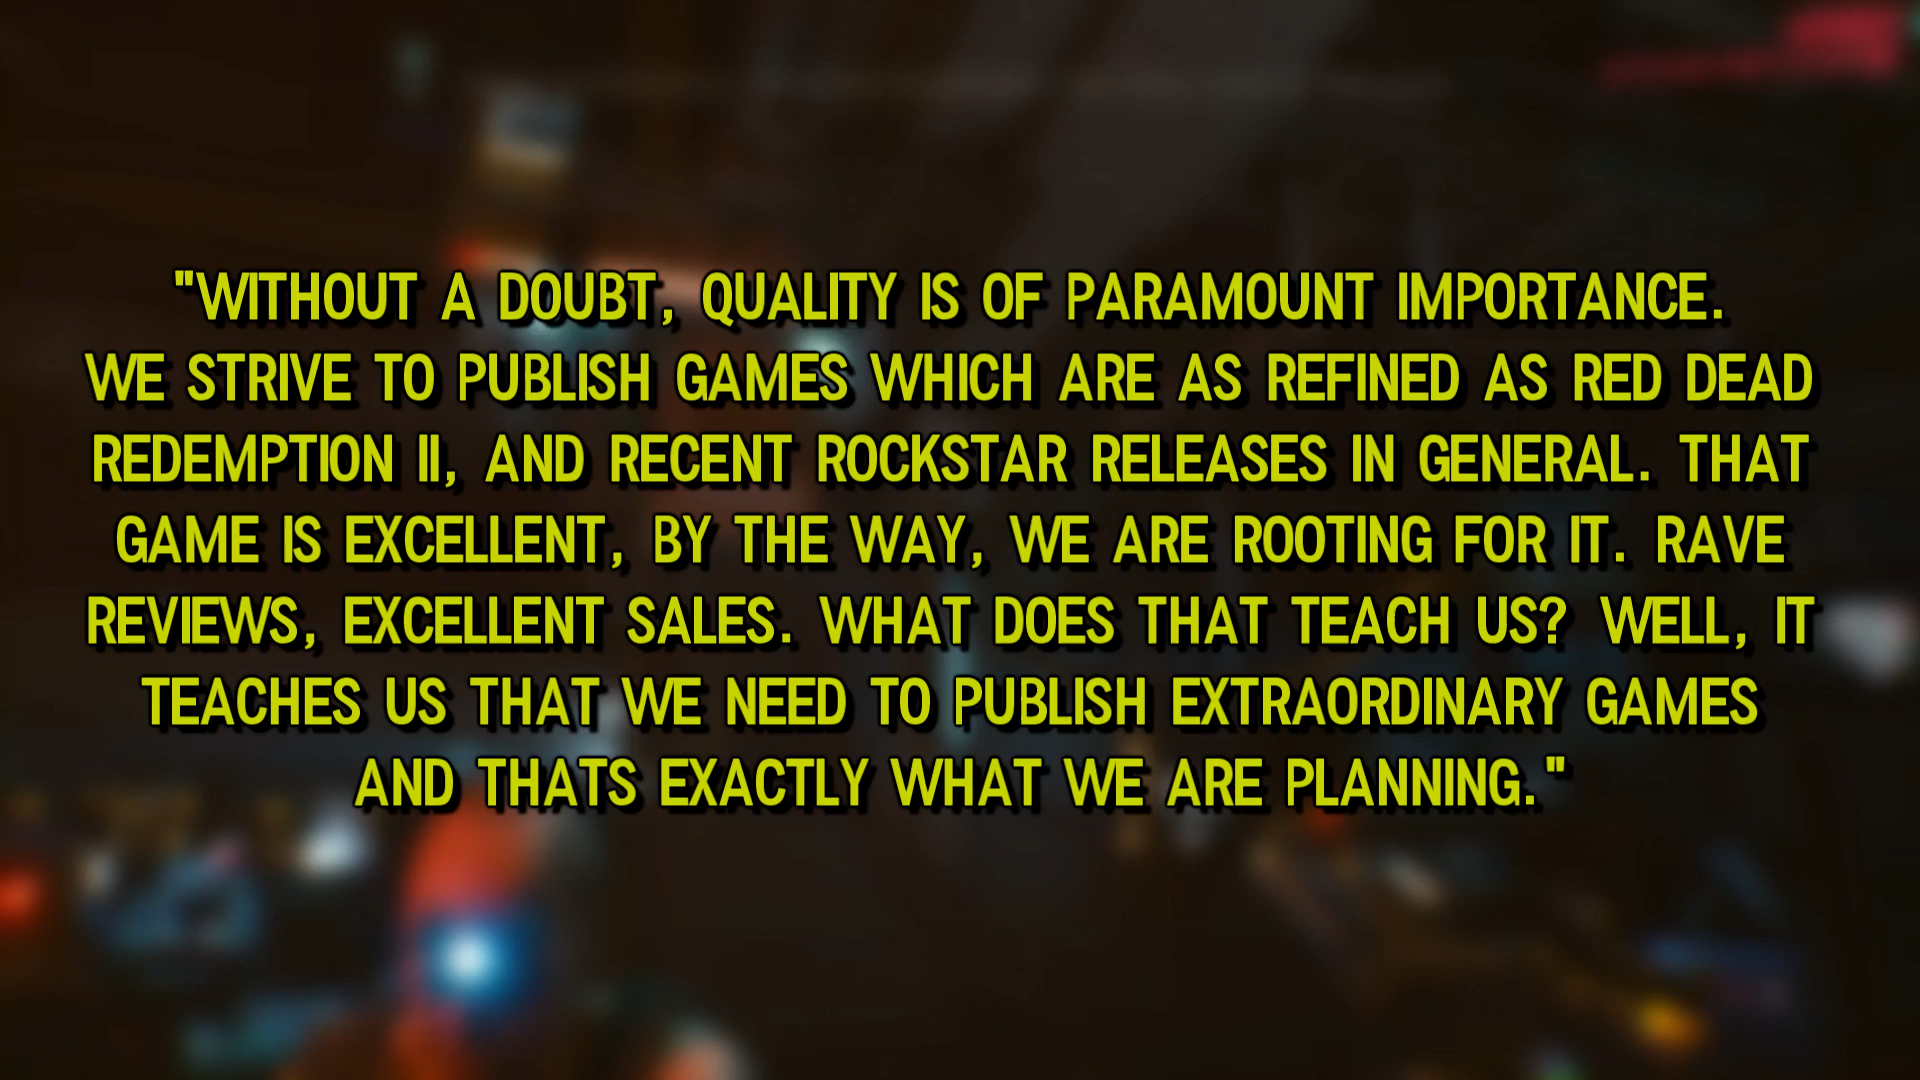 "WITHOUT A DOUBT, QUALITY IS OF PARAMOUNT IMPORTANCE.
WE STRIVE TO PUBLISH GAMES WHICH ARE AS REFINED AS RED DEAD
REDEMPTION II, AND RECENT ROCKSTAR RELEASES IN GENERAL. THAT
GAME IS EXCELLENT, BY THE WAY, WE ARE ROOTING FOR IT. RAVE
REVIEWS, EXCELLENT SALES. WHAT DOES THAT TEACH US? WELL, IT
TEACHES US THAT WE NEED TO PUBLISH EXTRAORDINARY GAMES
AND THATS EXACTLY WHAT WE ARE PLANNING."